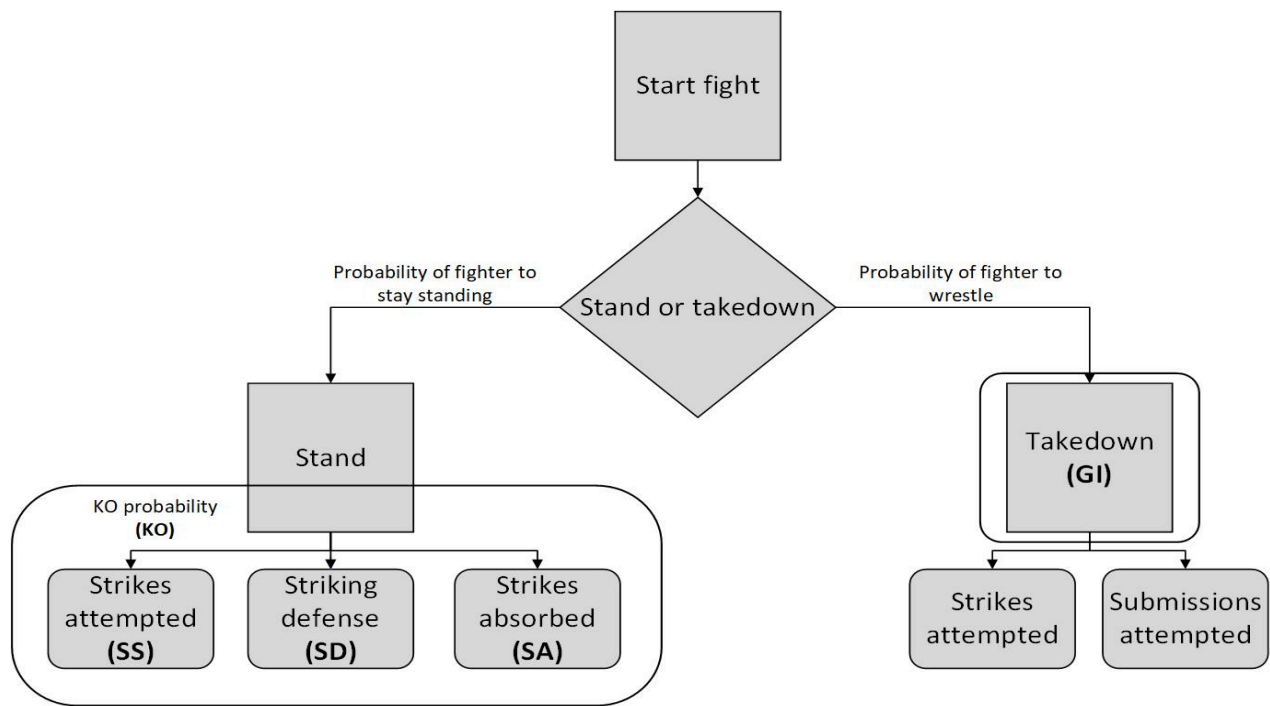 Start fight
Probability of fighter to
stay standing
Stand or takedown
Probability of fighter to
wrestle
Stand
Takedown
(GI)
KO probability
(KO)
Strikes
attempted
(SS)
Striking
defense
(SD)
Strikes
absorbed
(SA)
Strikes
attempted
Submissions
attempted